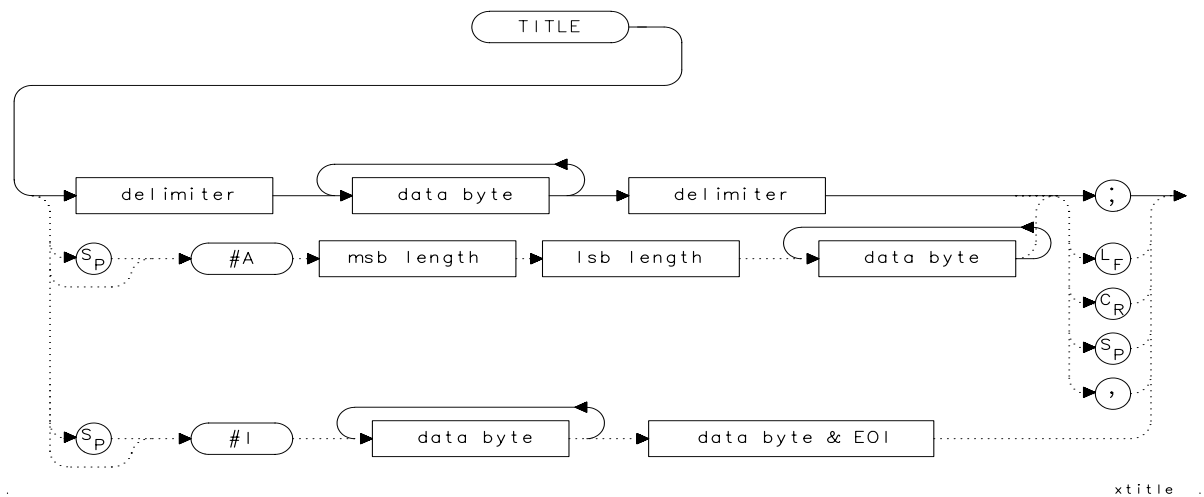 TITLE
delimiter data byte delimiter ;
SP #A msb length lsb length data byte LF
CR
SP
,
SP #I data byte data byte & EOI
xtitle